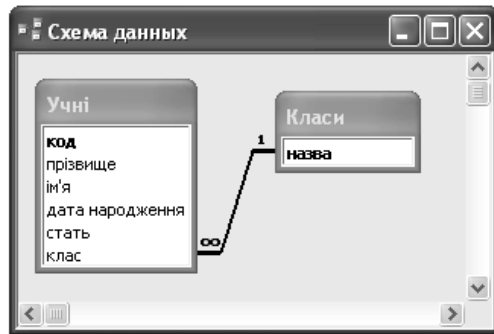 Схема данных
Учні
код
прізвище
ім'я
дата народження
стать
клас
Класи
назва
1
∞